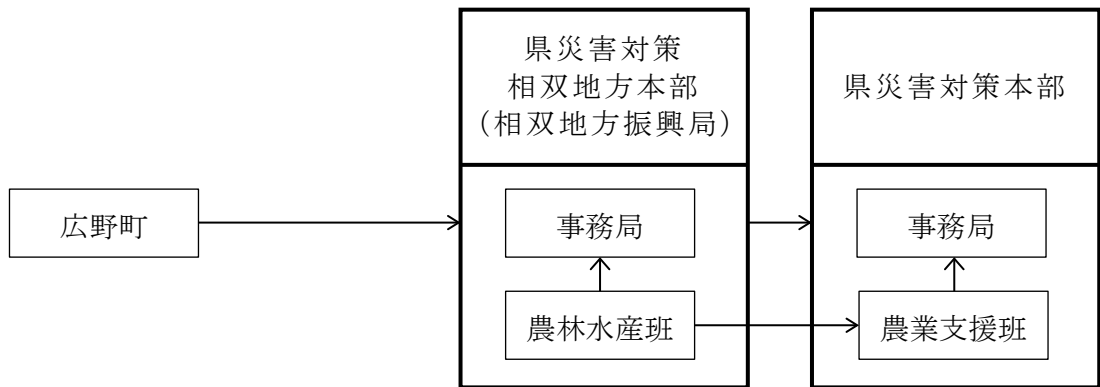 県災害対策
相双地方本部
（相双地方振興局）
県災害対策本部
広野町
事務局
事務局
農林水産班
農業支援班